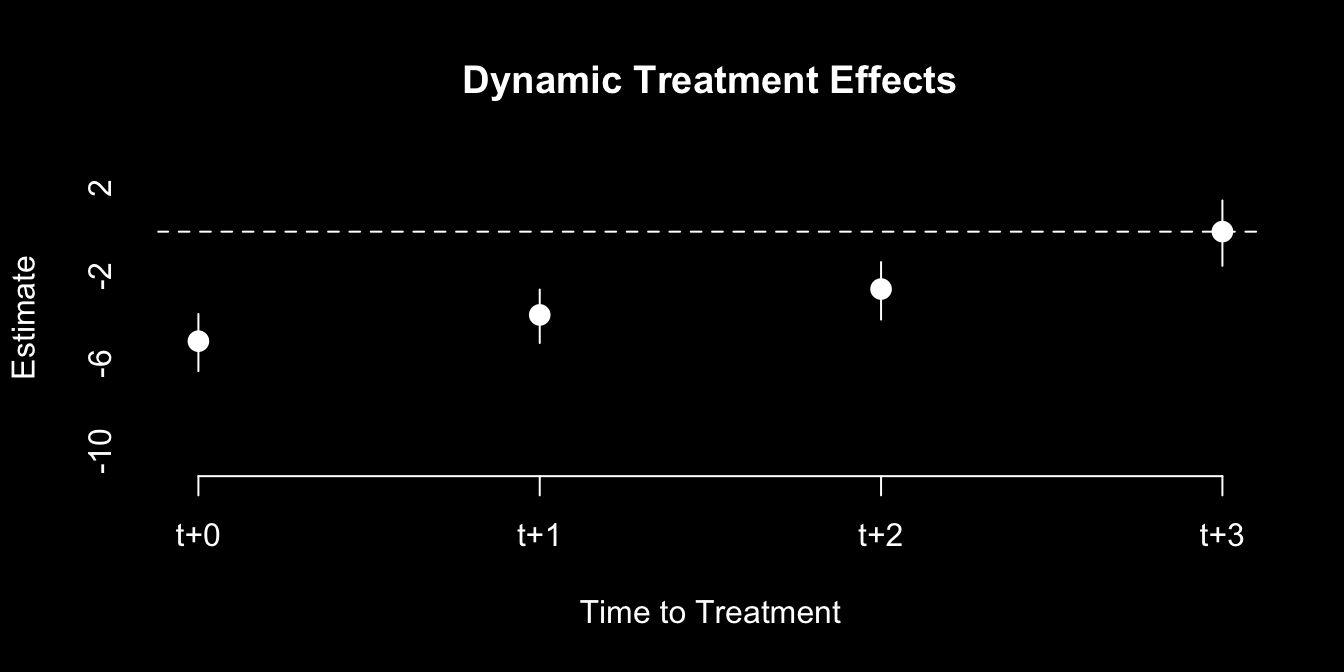 Dynamic Treatment Effects
Estimate
2
-2
-6
-10
t+0
t+1
t+2
t+3
Time to Treatment